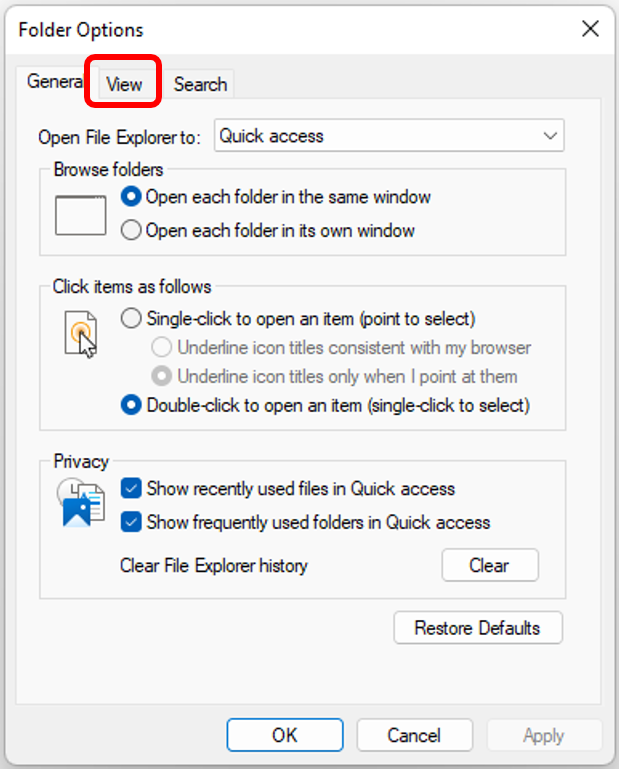 Folder Options
General View Search
Open File Explorer to: Quick access
Browse folders
Open each folder in the same window
Open each folder in its own window
Click items as follows
Single-click to open an item (point to select)
Underline icon titles consistent with my browser
Underline icon titles only when I point at them
Double-click to open an item (single-click to select)
Privacy
Show recently used files in Quick access
Show frequently used folders in Quick access
Clear File Explorer history Clear
Restore Defaults
OK Cancel Apply